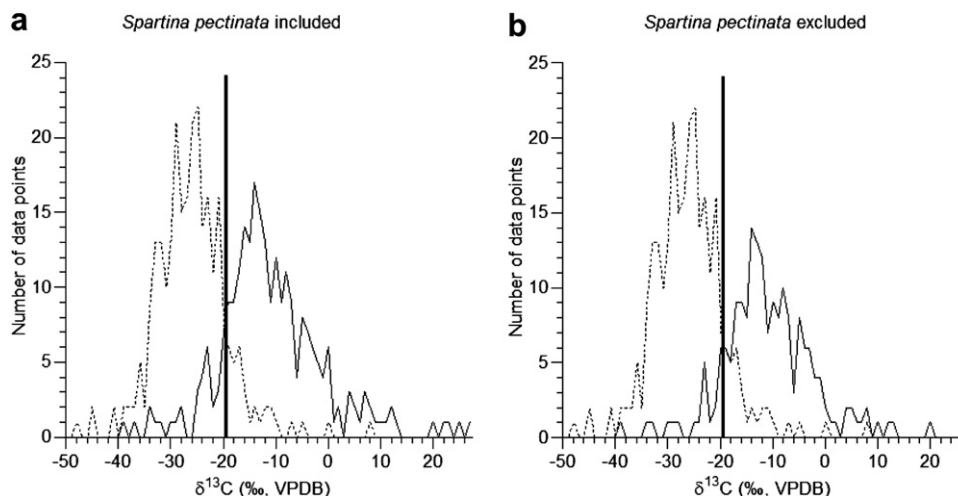 a Spartina pectinata included
25
20
15
10
5
0
Number of data points
-50 -40 -30 -20 -10 0 10 20
δ13C (‰, VPDB)
b Spartina pectinata excluded
25
20
15
10
5
0
Number of data points
-50 -40 -30 -20 -10 0 10 20
δ13C (‰, VPDB)